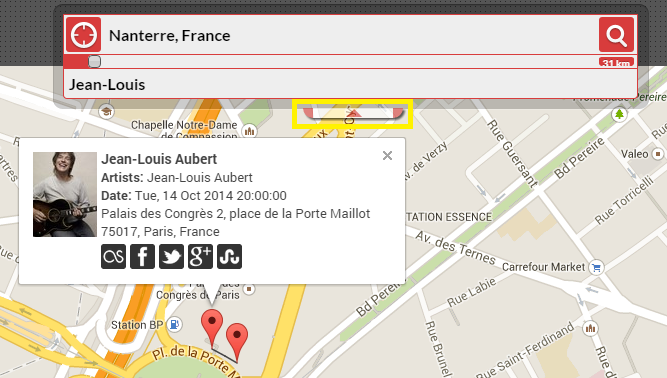 Nanterre, France
31 km
Jean-Louis
Chapelle Notre-Dame
de Compassion
Promenade Pereire
Rue Guersant
Valeo
Bd Pereire
de Verzy
Rue Torricelli
Jean-Louis Aubert
Artists: Jean-Louis Aubert
Date: Tue, 14 Oct 2014 20:00:00
Palais des Congrès 2, place de la Porte Maillot
75017, Paris, France
STATION ESSENCE
Av. des Ternes
Carrefour Market
Rue Labie
Bd Pereire
Congrès de Paris
Station BP
Rue Brunel
Rue Saint-Ferdinand
Pl. de la Porte M